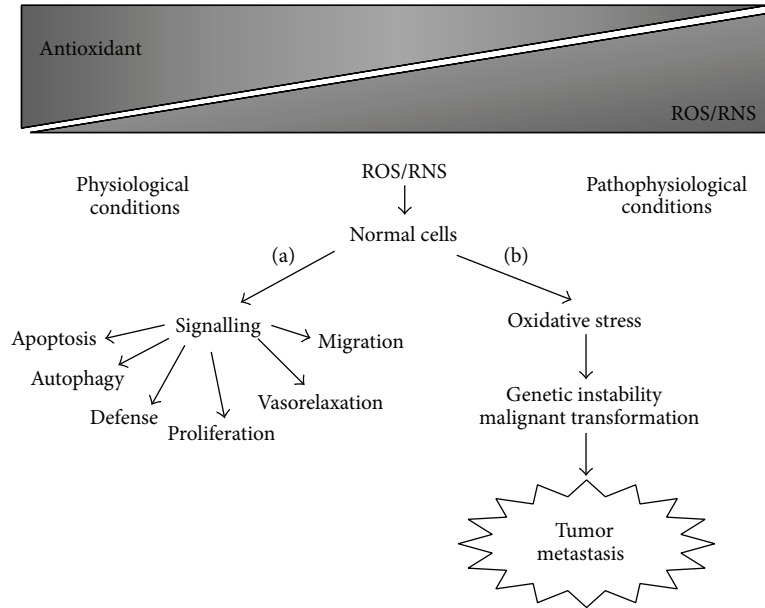 Antioxidant
ROS/RNS
Physiological
conditions
ROS/RNS
Pathophysiological
conditions
Normal cells
(a)
(b)
Signalling
Apoptosis
Autophagy
Defense
Proliferation
Vasorelaxation
Migration
Oxidative stress
Genetic instability
malignant transformation
Tumor
metastasis